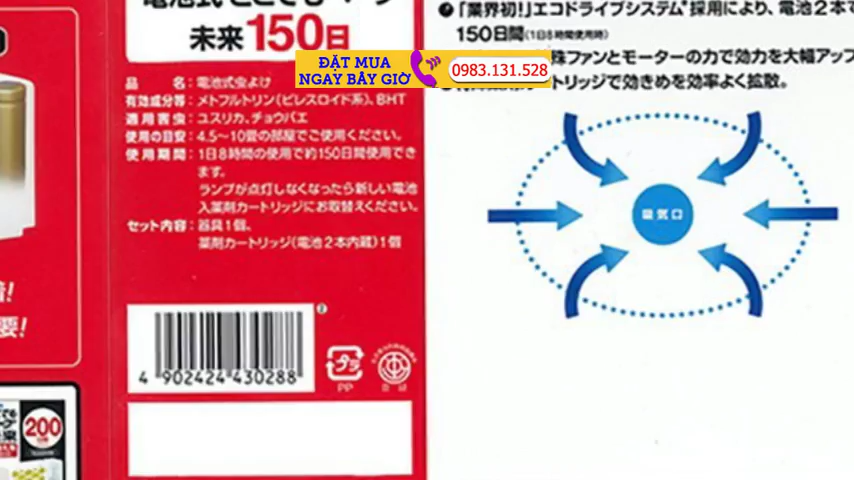 未来150日
ĐẶT MUA
NGAY BÂY GIỜ
0983.131.528
品 名：電池式虫よけ
有効成分等：メトフルトリン(ピレスロイド系)、BHT
適用害虫：ユスリカ、チョウバエ
使用の目安：4.5～10畳の部屋でご使用ください。
使用期間：1日8時間の使用で約150日間使用でき
ます。
ランプが点灯しなくなったら新しい電池
入薬剤カートリッジにお取替えください。
セット内容：器具1個、
薬剤カートリッジ(電池2本内蔵)1個
4 902424 430288
プラ
PP
「業界初!」エコドライブシステム*採用により、電池2本で
150日間(1日8時間使用時)
殊ファンとモーターの力で効力を大幅アップ
トリッジで効きめを効率よく拡散。
吸気口
!
要!
200